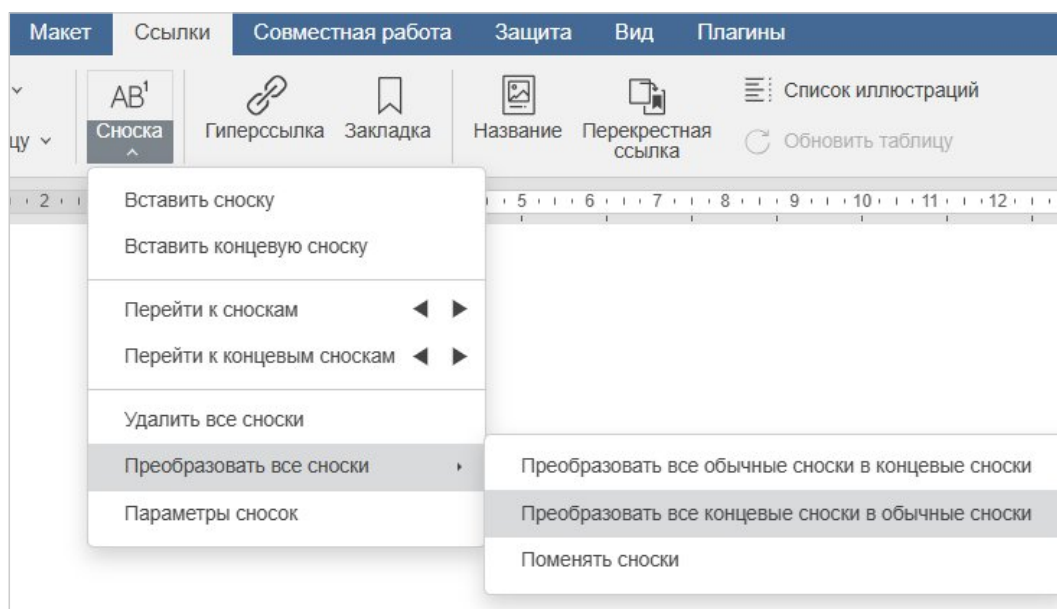 Макет Ссылки Совместная работа Защита Вид Плагины
AB¹
Сноска Гиперссылка Закладка Название Перекрестная ссылка
Список иллюстраций
цу
Обновить таблицу
2 5 6 7 8 9 10 11 12
Вставить сноску
Вставить концевую сноску
Перейти к сноскам
Перейти к концевым сноскам
Удалить все сноски
Преобразовать все сноски
Параметры сносок
Преобразовать все обычные сноски в концевые сноски
Преобразовать все концевые сноски в обычные сноски
Поменять сноски